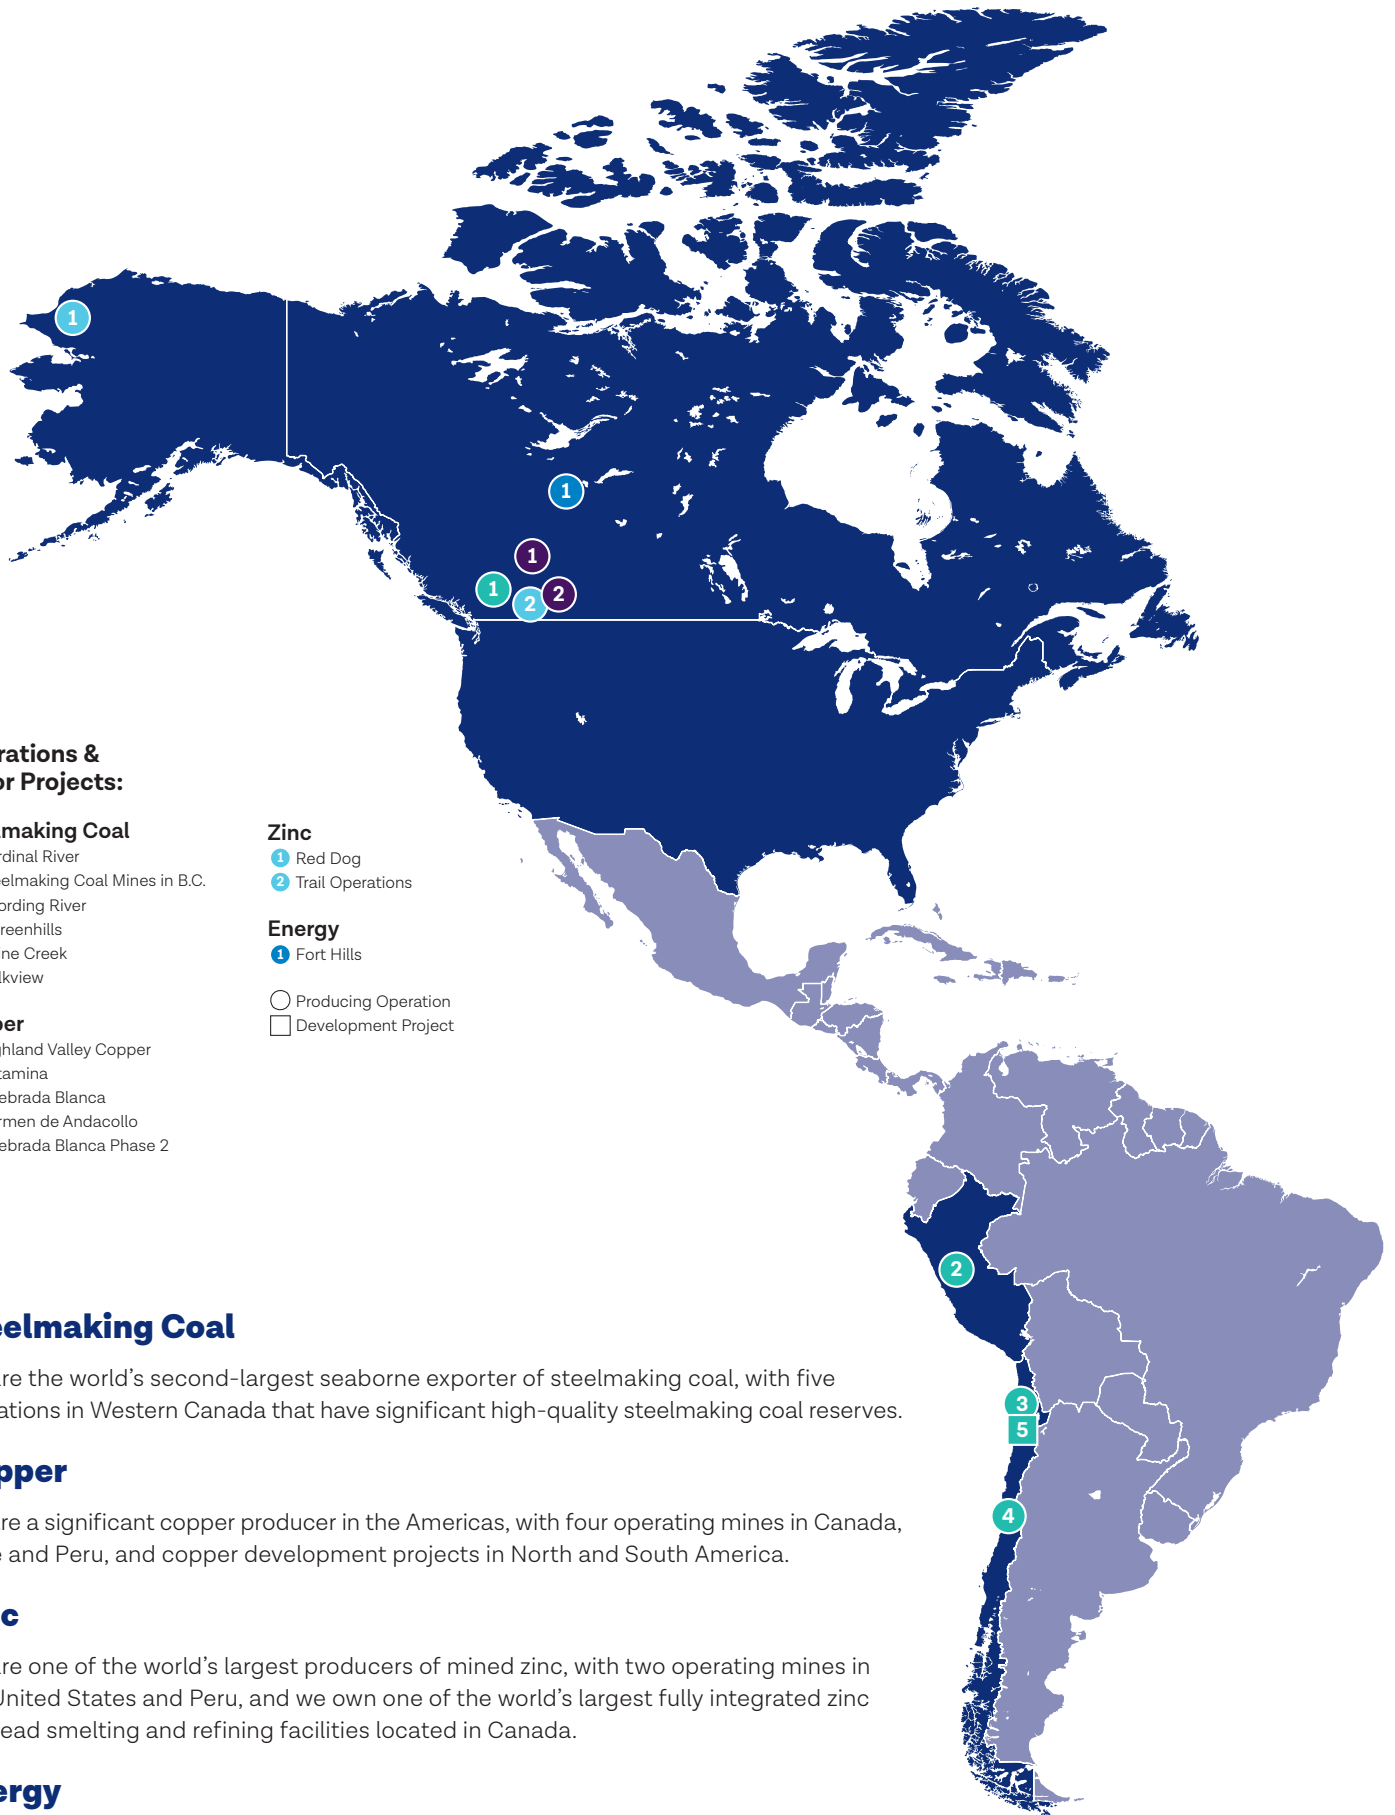 1
1
1
1
2
2
rations &
or Projects:
making Coal
rdinal River
elmaking Coal Mines in B.C.
ording River
reenhills
ine Creek
lkview
per
ghland Valley Copper
tamina
ebrada Blanca
rmen de Andacollo
ebrada Blanca Phase 2
Zinc
1 Red Dog
2 Trail Operations
Energy
1 Fort Hills
Producing Operation
Development Project
2
3
5
4
eelmaking Coal
re the world's second-largest seaborne exporter of steelmaking coal, with five
ations in Western Canada that have significant high-quality steelmaking coal reserves.
pper
re a significant copper producer in the Americas, with four operating mines in Canada,
e and Peru, and copper development projects in North and South America.
c
re one of the world's largest producers of mined zinc, with two operating mines in
United States and Peru, and we own one of the world's largest fully integrated zinc
ead smelting and refining facilities located in Canada.
ergy